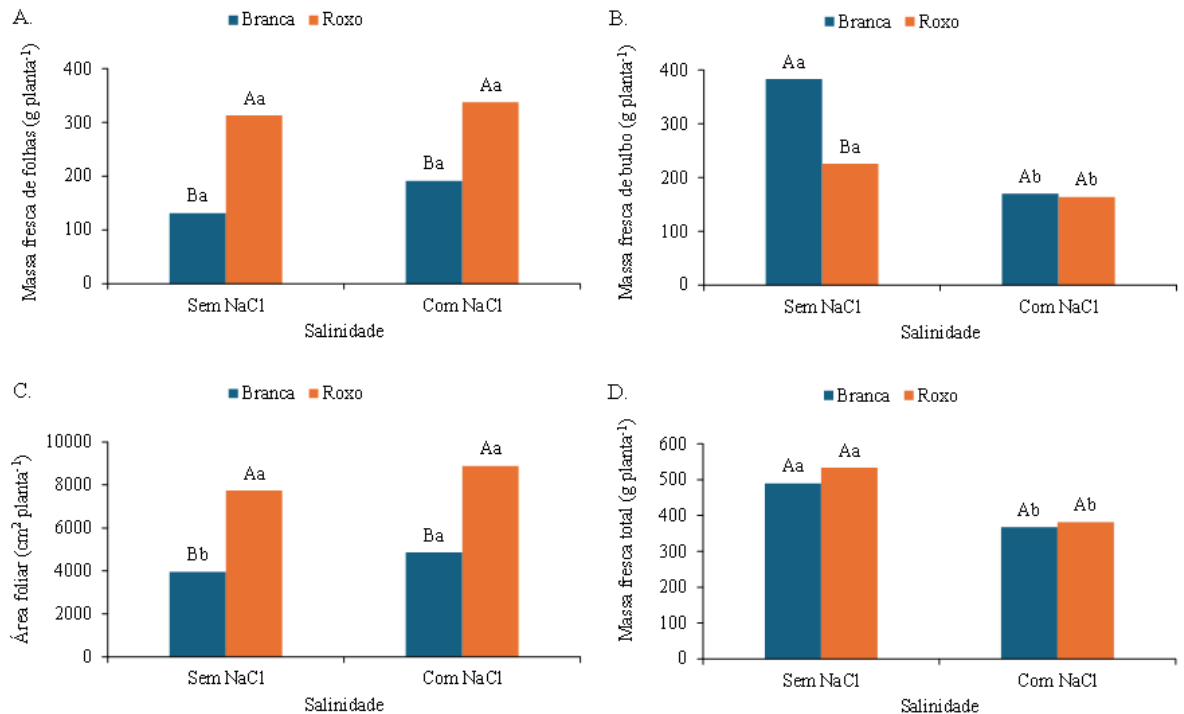 A.
Branca Roxo
Massa fresca de folhas (g planta⁻¹)
400
300
200
100
0
Ba
Aa
Ba
Aa
Sem NaCl
Com NaCl
Salinidade
B.
Branca Roxo
Massa fresca de bulbo (g planta⁻¹)
400
300
200
100
0
Aa
Ba
Ab
Ab
Sem NaCl
Com NaCl
Salinidade
C.
Branca Roxo
Área foliar (cm² planta⁻¹)
10000
8000
6000
4000
2000
0
Bb
Aa
Ba
Aa
Sem NaCl
Com NaCl
Salinidade
D.
Branca Roxo
Massa fresca total (g planta⁻¹)
600
500
400
300
200
100
0
Aa
Aa
Ab
Ab
Sem NaCl
Com NaCl
Salinidade